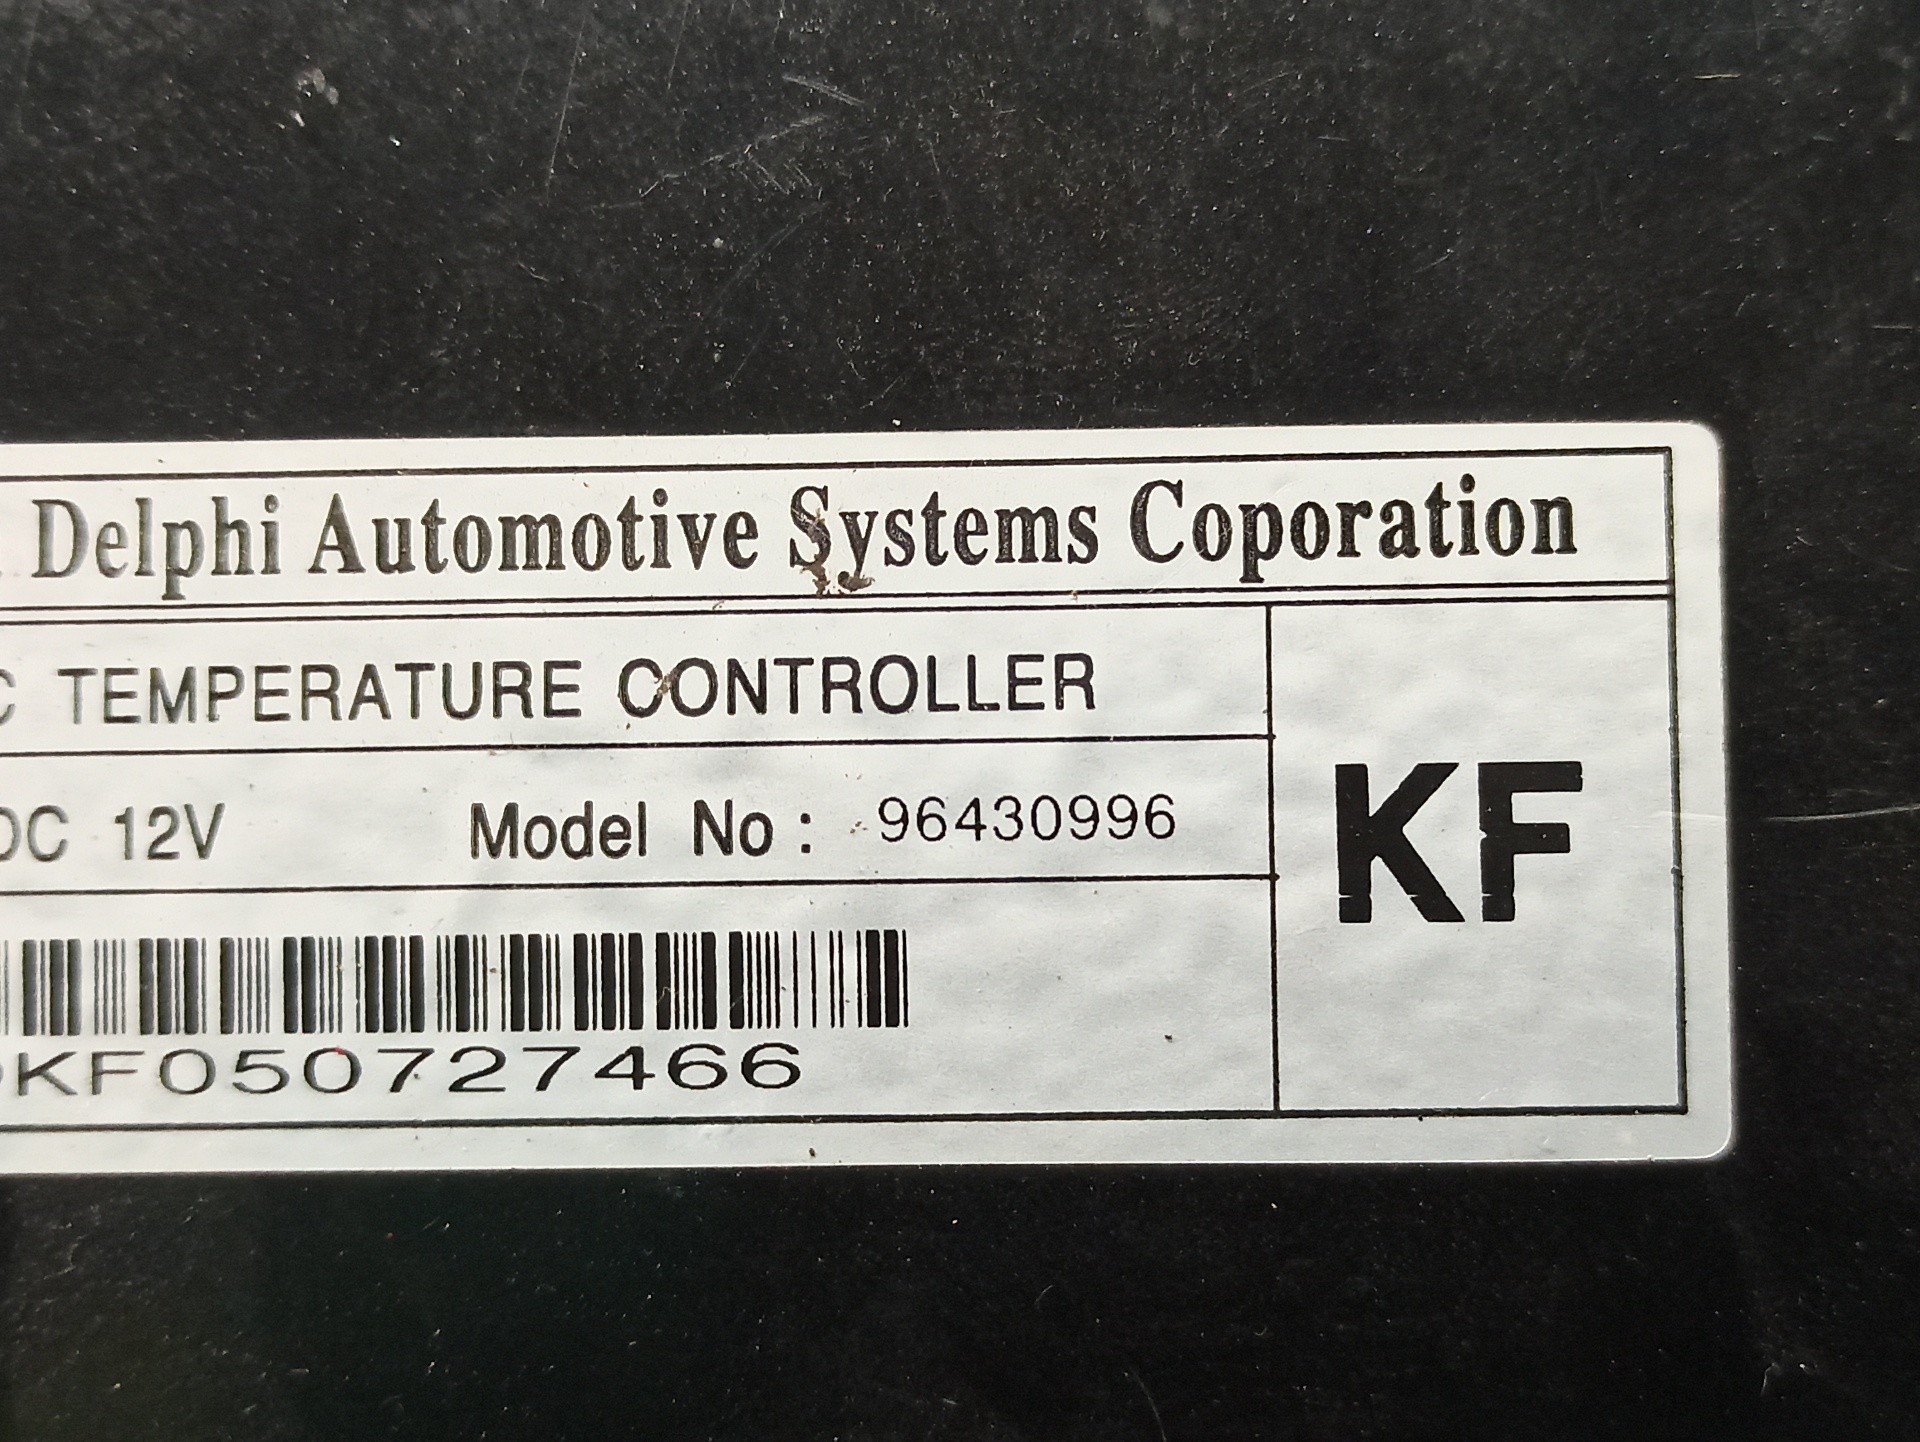 Delphi Automotive Systems Coporation
C TEMPERATURE CONTROLLER
DC 12V Model No : 96430996
KF
KF050727466